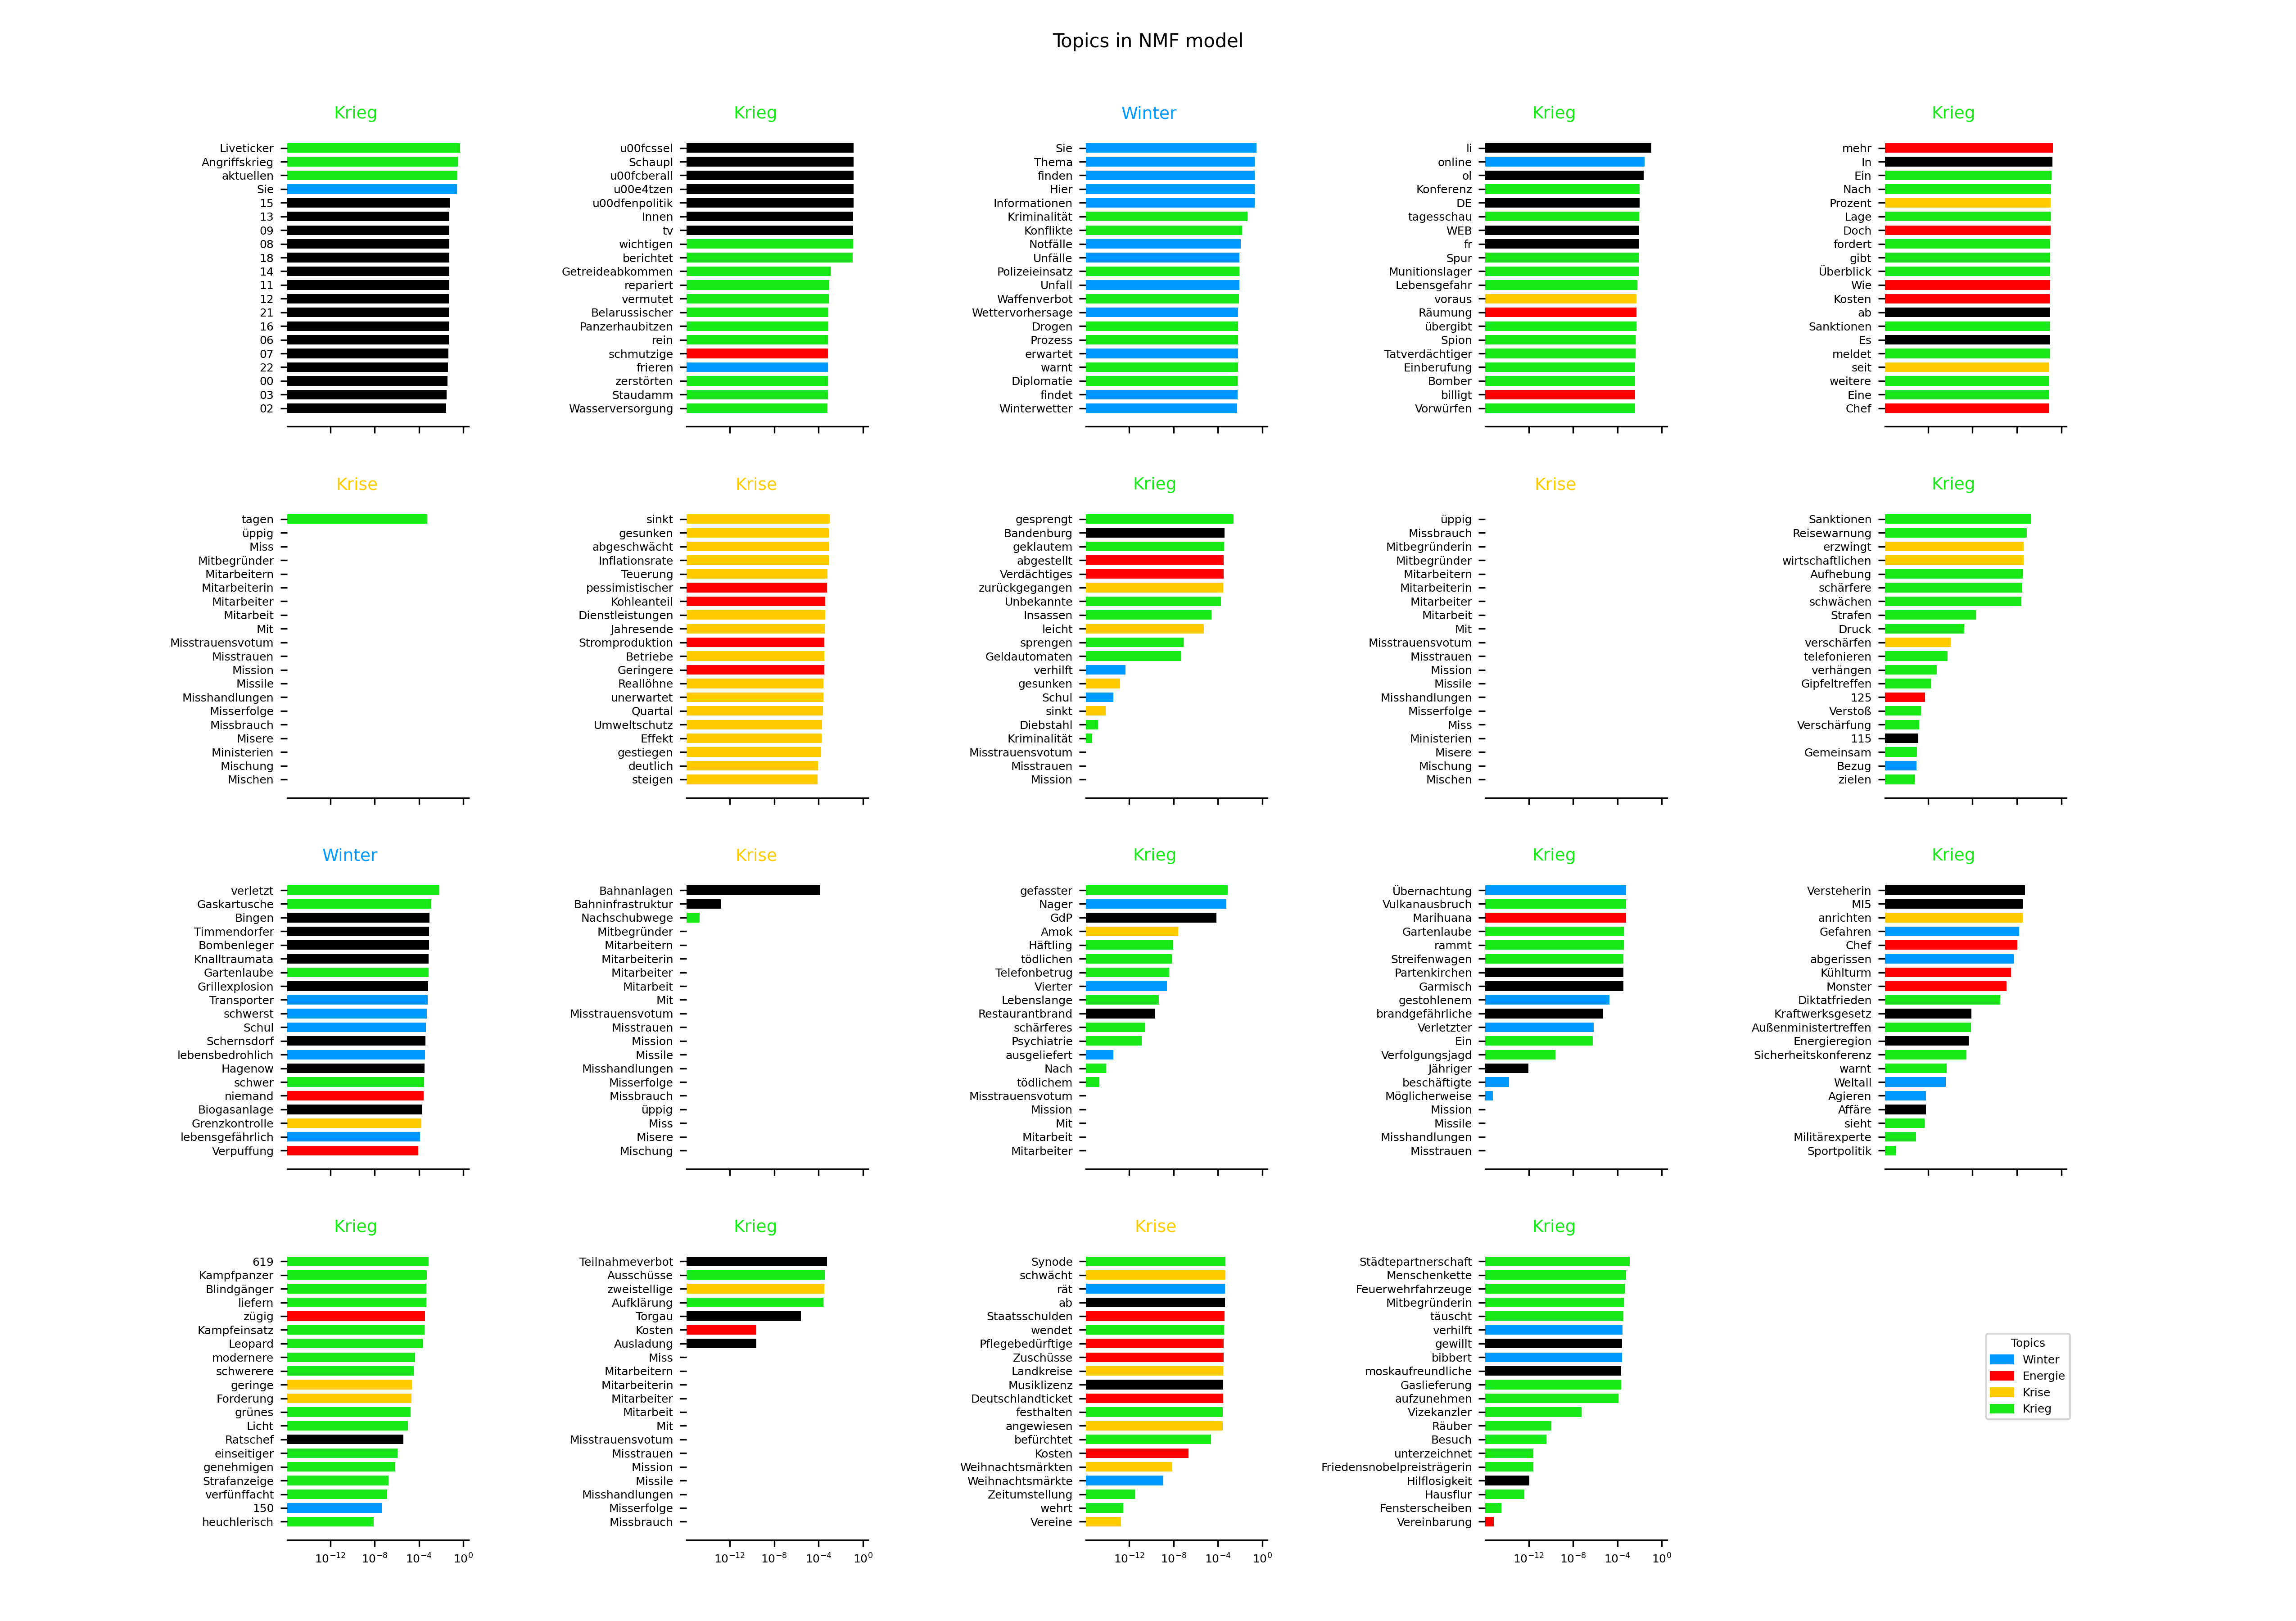 Topics in NMF model
Krieg
Liveticker
Angriffskrieg
aktuellen
Sie
15
13
09
08
18
14
11
12
21
16
06
07
22
00
03
02
Krieg
u00fcssel
Schaupl
u00fcberall
u00e4tzen
u00dfenpolitik
Innen
tv
wichtigen
berichtet
Getreideabkommen
repariert
vermutet
Belarussischer
Panzerhaubitzen
rein
schmutzige
frieren
zerstörten
Staudamm
Wasserversorgung
Winter
Sie
Thema
finden
Hier
Informationen
Kriminalität
Konflikte
Notfälle
Unfälle
Polizeieinsatz
Unfall
Waffenverbot
Wettervorhersage
Drogen
Prozess
erwartet
warnt
Diplomatie
findet
Winterwetter
Krieg
li
online
ol
Konferenz
DE
tagesschau
WEB
fr
Spur
Munitionslager
Lebensgefahr
voraus
Räumung
übergibt
Spion
Tatverdächtiger
Einberufung
Bomber
billigt
Vorwürfen
Krieg
mehr
In
Ein
Nach
Prozent
Lage
Doch
fordert
gibt
Überblick
Wie
Kosten
ab
Sanktionen
Es
meldet
seit
weitere
Eine
Chef
Krise
tagen
üppig
Miss
Mitbegründer
Mitarbeitern
Mitarbeiterin
Mitarbeiter
Mitarbeit
Mit
Misstrauensvotum
Misstrauen
Mission
Missile
Misshandlungen
Misserfolge
Missbrauch
Misere
Ministerien
Mischung
Mischen
Krise
sinkt
gesunken
abgeschwächt
Inflationsrate
Teuerung
pessimistischer
Kohleanteil
Dienstleistungen
Jahresende
Stromproduktion
Betriebe
Geringere
Reallöhne
unerwartet
Quartal
Umweltschutz
Effekt
gestiegen
deutlich
steigen
Krieg
gesprengt
Bandenburg
geklautem
abgestellt
Verdächtiges
zurückgegangen
Unbekannte
Insassen
leicht
sprengen
Geldautomaten
verhilft
gesunken
Schul
sinkt
Diebstahl
Kriminalität
Misstrauensvotum
Misstrauen
Mission
Krise
üppig
Missbrauch
Mitbegründerin
Mitbegründer
Mitarbeitern
Mitarbeiterin
Mitarbeiter
Mitarbeit
Mit
Misstrauensvotum
Misstrauen
Mission
Missile
Misshandlungen
Misserfolge
Miss
Ministerien
Misere
Mischung
Mischen
Krieg
Sanktionen
Reisewarnung
erzwingt
wirtschaftlichen
Aufhebung
schärfere
schwächen
Strafen
Druck
verschärfen
telefonieren
verhängen
Gipfeltreffen
125
Verstoß
Verschärfung
115
Gemeinsam
Bezug
zielen
Winter
verletzt
Gaskartusche
Bingen
Timmendorfer
Bombenleger
Knalltraumata
Gartenlaube
Grillexplosion
Transporter
schwerst
Schul
Schernsdorf
lebensbedrohlich
Hagenow
schwer
niemand
Biogasanlage
Grenzkontrolle
lebensgefährlich
Verpuffung
Krise
Bahnanlagen
Bahninfrastruktur
Nachschubwege
Mitbegründer
Mitarbeitern
Mitarbeiterin
Mitarbeiter
Mitarbeit
Mit
Misstrauensvotum
Misstrauen
Mission
Missile
Misshandlungen
Misserfolge
Missbrauch
üppig
Miss
Misere
Mischung
Krieg
gefasster
Nager
GdP
Amok
Häftling
tödlichen
Telefonbetrug
Vierter
Lebenslange
Restaurantbrand
schärferes
Psychiatrie
ausgeliefert
Nach
tödlichem
Misstrauensvotum
Mission
Mit
Mitarbeit
Mitarbeiter
Krieg
Übernachtung
Vulkanausbruch
Marihuana
Gartenlaube
rammt
Streifenwagen
Partenkirchen
Garmisch
gestohlenem
brandgefährliche
Verletzter
Ein
Verfolgungsjagd
Jähriger
beschäftigte
Möglicherweise
Mission
Missile
Misshandlungen
Misstrauen
Krieg
Versteherin
MI5
anrichten
Gefahren
Chef
abgerissen
Kühlturm
Monster
Diktatfrieden
Kraftwerksgesetz
Außenministertreffen
Energieregion
Sicherheitskonferenz
warnt
Weltall
Agieren
Affäre
sieht
Militärexperte
Sportpolitik
Krieg
619
Kampfpanzer
Blindgänger
liefern
zügig
Kampfeinsatz
Leopard
modernere
schwerere
geringe
Forderung
grünes
Licht
Ratschef
einseitiger
genehmigen
Strafanzeige
verfünffacht
150
heuchlerisch
10⁻¹² 10⁻⁸ 10⁻⁴ 10⁰
Krieg
Teilnahmeverbot
Ausschüsse
zweistellige
Aufklärung
Torgau
Kosten
Ausladung
Miss
Mitarbeitern
Mitarbeiterin
Mitarbeiter
Mitarbeit
Mit
Misstrauensvotum
Misstrauen
Mission
Missile
Misshandlungen
Misserfolge
Missbrauch
10⁻¹² 10⁻⁸ 10⁻⁴ 10⁰
Krise
Synode
schwächt
rät
ab
Staatsschulden
wendet
Pflegebedürftige
Zuschüsse
Landkreise
Musiklizenz
Deutschlandticket
festhalten
angewiesen
befürchtet
Kosten
Weihnachtsmärkten
Weihnachtsmärkte
Zeitumstellung
wehrt
Vereine
10⁻¹² 10⁻⁸ 10⁻⁴ 10⁰
Krieg
Städtepartnerschaft
Menschenkette
Feuerwehrfahrzeuge
Mitbegründerin
täuscht
verhilft
gewillt
bibbert
moskaufreundliche
Gaslieferung
aufzunehmen
Vizekanzler
Räuber
Besuch
unterzeichnet
Friedensnobelpreisträgerin
Hilflosigkeit
Hausflur
Fensterscheiben
Vereinbarung
10⁻¹² 10⁻⁸ 10⁻⁴ 10⁰
Topics
Winter
Energie
Krise
Krieg